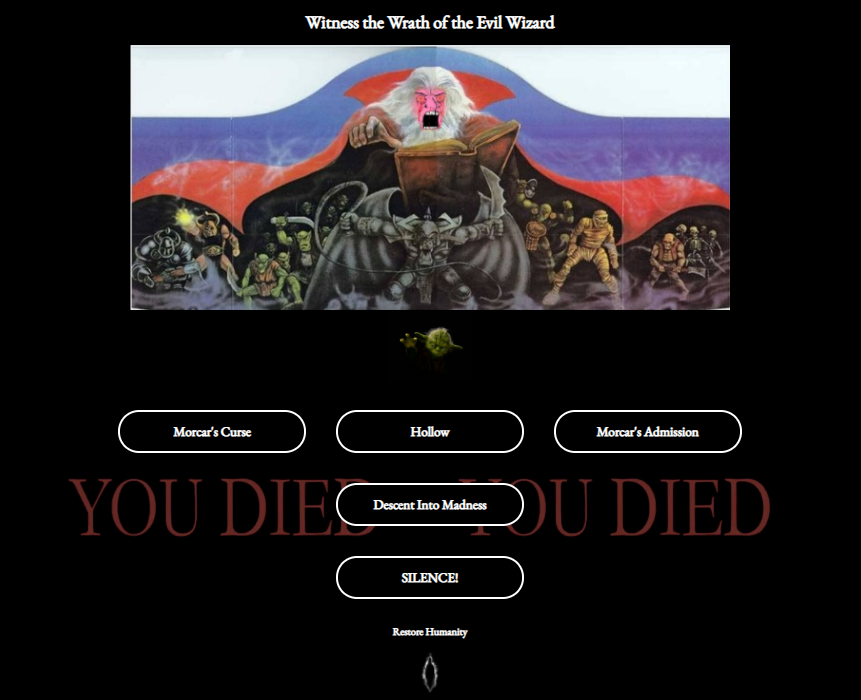 Witness the Wrath of the Evil Wizard
Morcar's Curse
Hollow
Morcar's Admission
YOU DIED YOU DIED
Descent Into Madness
SILENCE!
Restore Humanity